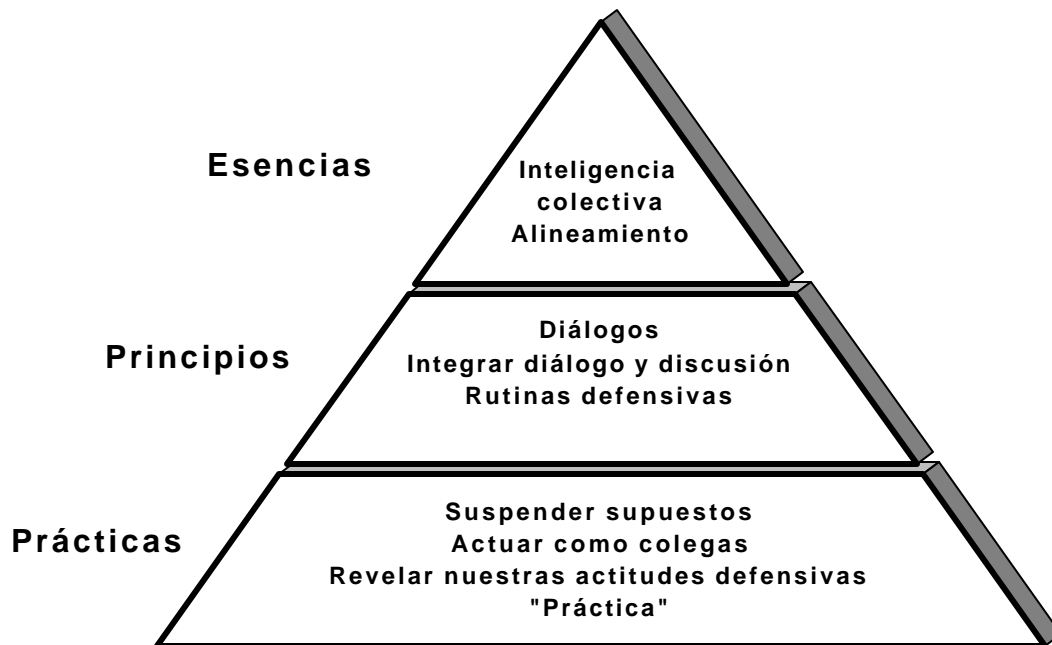 Esencias
Inteligencia
colectiva
Alineamiento
Principios
Diálogos
Integrar diálogo y discusión
Rutinas defensivas
Prácticas
Suspender supuestos
Actuar como colegas
Revelar nuestras actitudes defensivas
"Práctica"